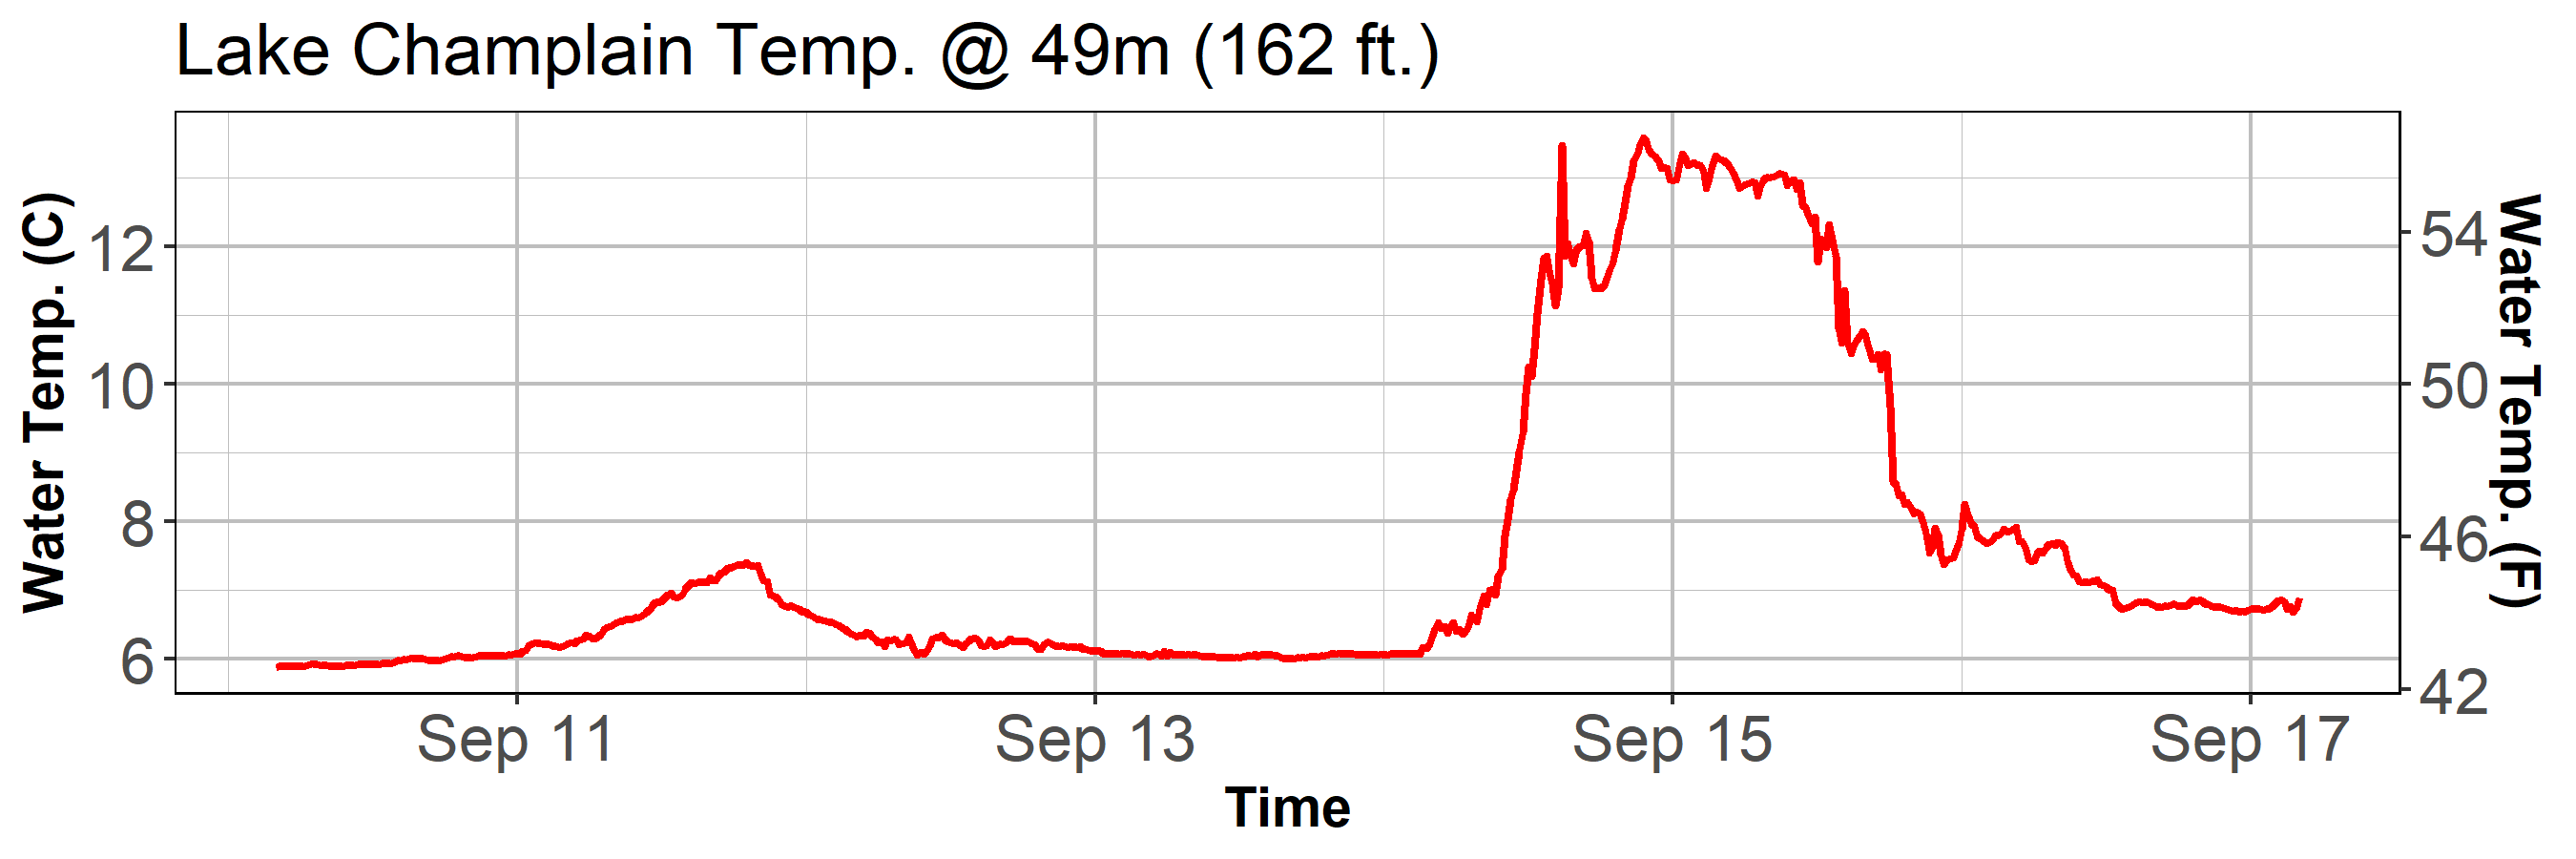 Lake Champlain Temp. @ 49m (162 ft.)
Water Temp. (C)
12
10
8
6
54
50
46
42
Water Temp. (F)
Sep 11
Sep 13
Sep 15
Sep 17
Time